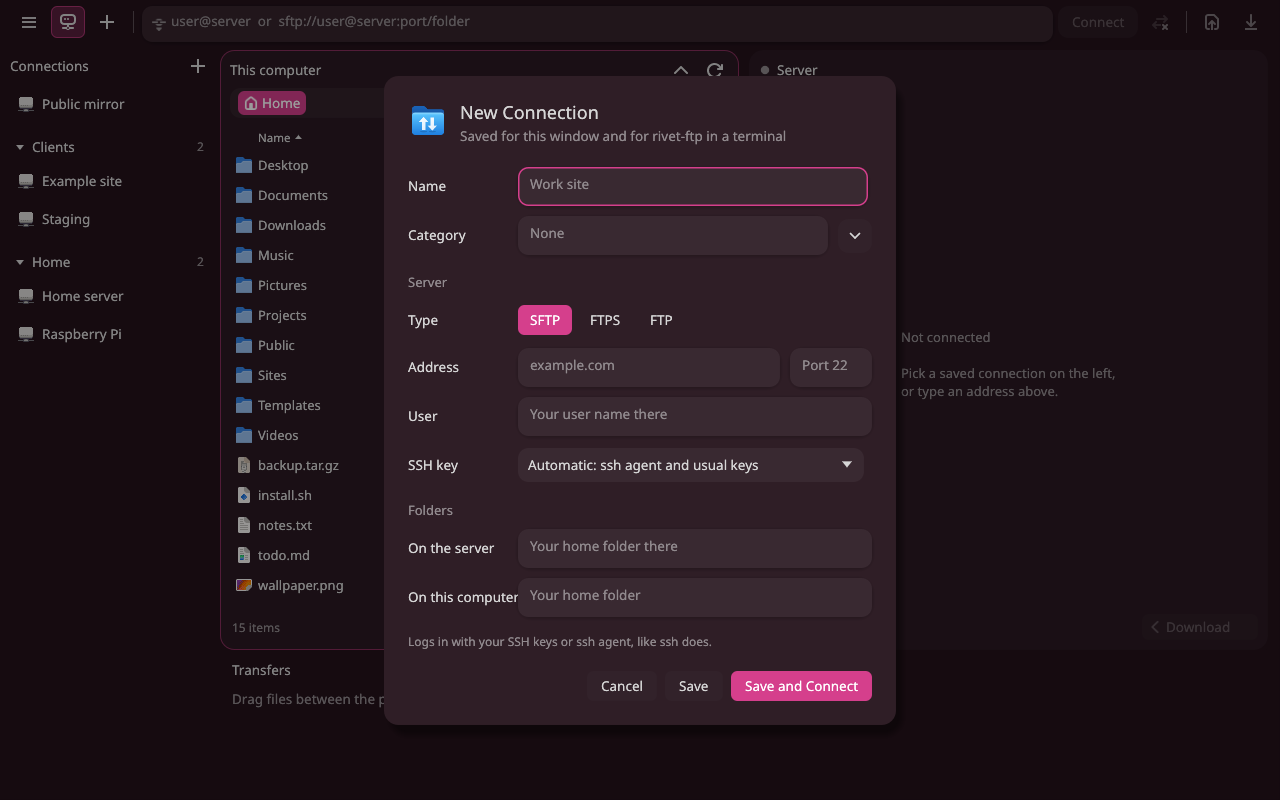 user@server or sftp://user@server:port/folder
Connect
Connections
Public mirror
Clients 2
Example site
Staging
Home 2
Home server
Raspberry Pi
This computer
Home
Name
Desktop
Documents
Downloads
Music
Pictures
Projects
Public
Sites
Templates
Videos
backup.tar.gz
install.sh
notes.txt
todo.md
wallpaper.png
15 items
Transfers
Drag files between the p
New Connection
Saved for this window and for rivet-ftp in a terminal
Name Work site
Category None
Server
Type SFTP FTPS FTP
Address example.com Port 22
User Your user name there
SSH key Automatic: ssh agent and usual keys
Folders
On the server Your home folder there
On this computer Your home folder
Logs in with your SSH keys or ssh agent, like ssh does.
Cancel Save Save and Connect
Server
Not connected
Pick a saved connection on the left,
or type an address above.
Download